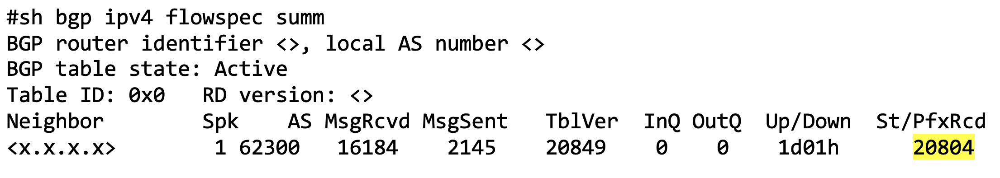 #sh bgp ipv4 flowspec summ
BGP router identifier <>, local AS number <>
BGP table state: Active
Table ID: 0x0   RD version: <>
Neighbor        Spk    AS MsgRcvd MsgSent   TblVer  InQ OutQ  Up/Down  St/PfxRcd
<x.x.x.x>        1 62300   16184    2145    20849    0    0    1d01h      20804